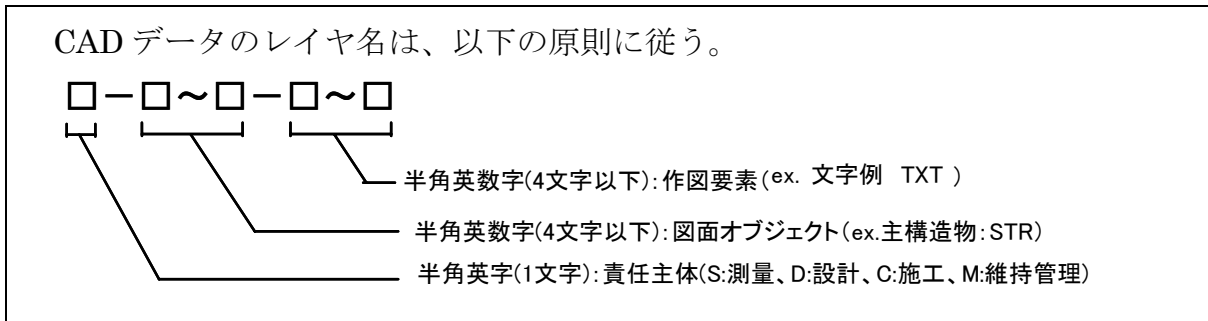 CAD データのレイヤ名は、以下の原則に従う。
□－□～□－□～□
半角英数字(4文字以下):作図要素(ex. 文字例 TXT )
半角英数字(4文字以下):図面オブジェクト(ex.主構造物:STR)
半角英字(1文字):責任主体(S:測量、D:設計、C:施工、M:維持管理)